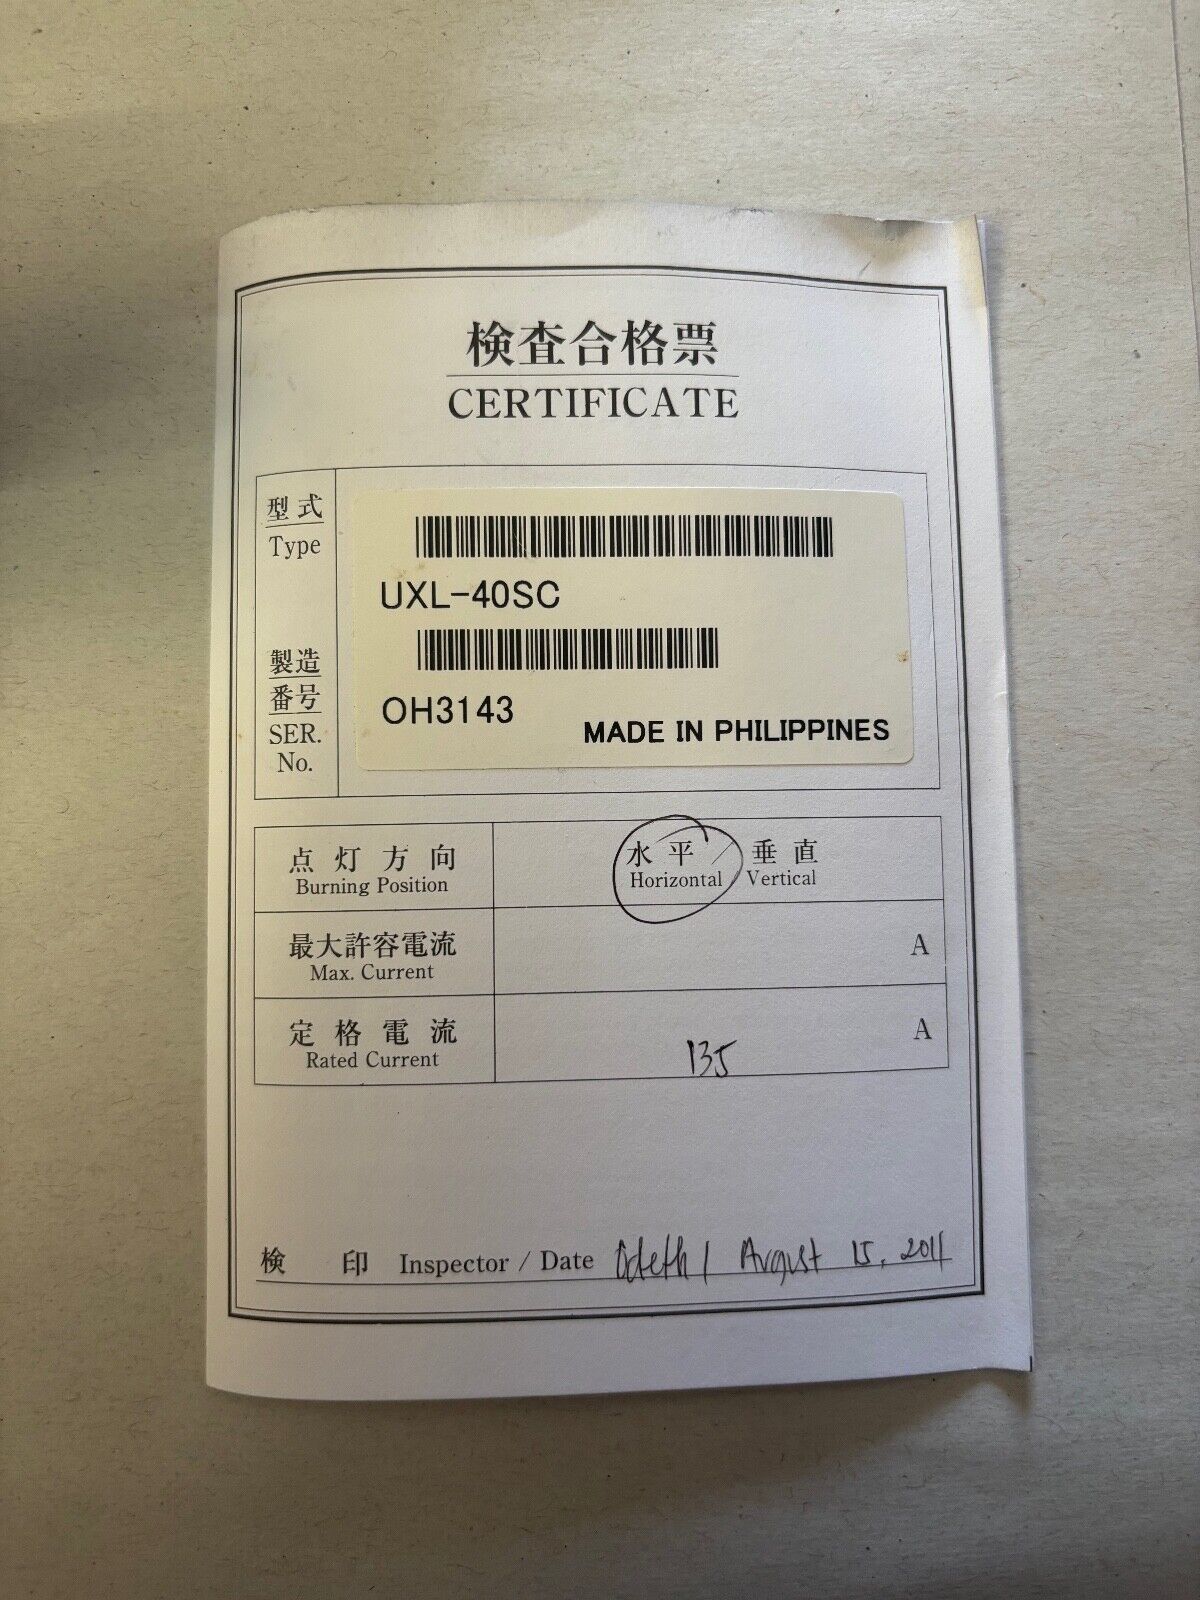 検査合格票
CERTIFICATE
型式
Type
UXL-40SC
製造
番号
SER.
No.
OH3143
MADE IN PHILIPPINES
点灯方向
Burning Position
水平／垂直
Horizontal / Vertical
最大許容電流
Max. Current
A
定格電流
Rated Current
135
A
検印 Inspector / Date Odeth / August 15, 2011